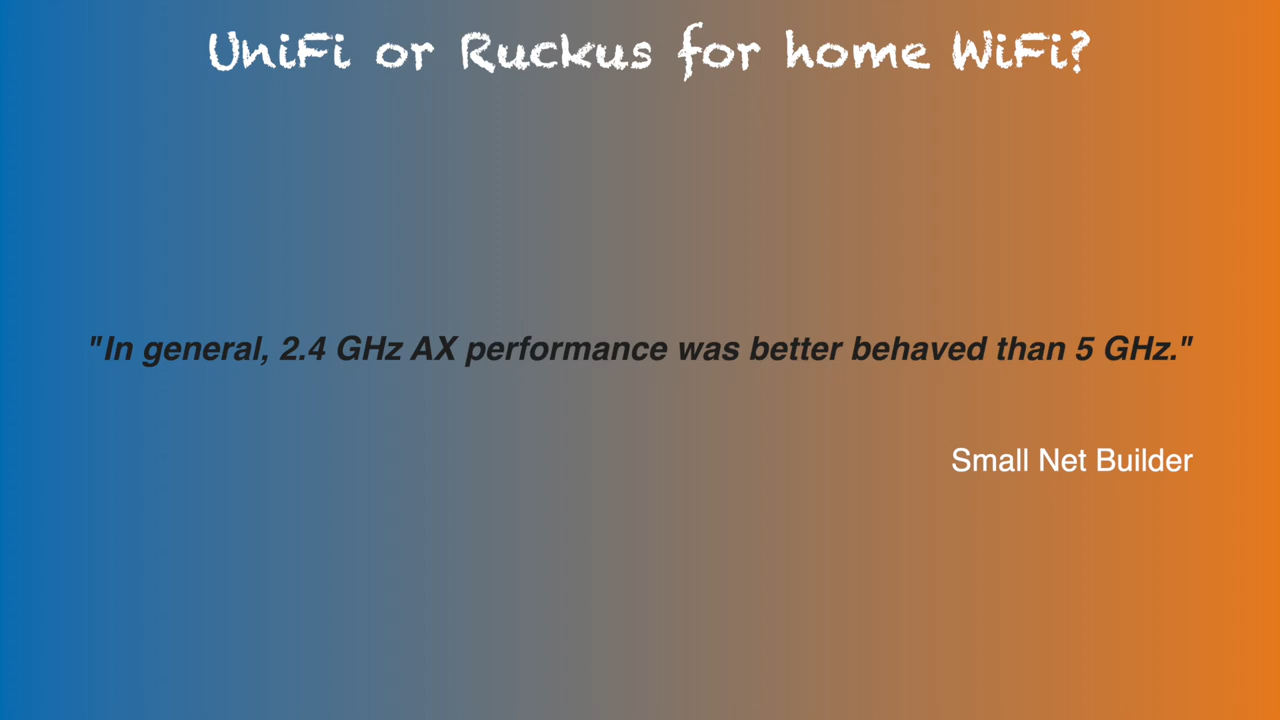 UniFi or Ruckus for home WiFi?
"In general, 2.4 GHz AX performance was better behaved than 5 GHz."
Small Net Builder